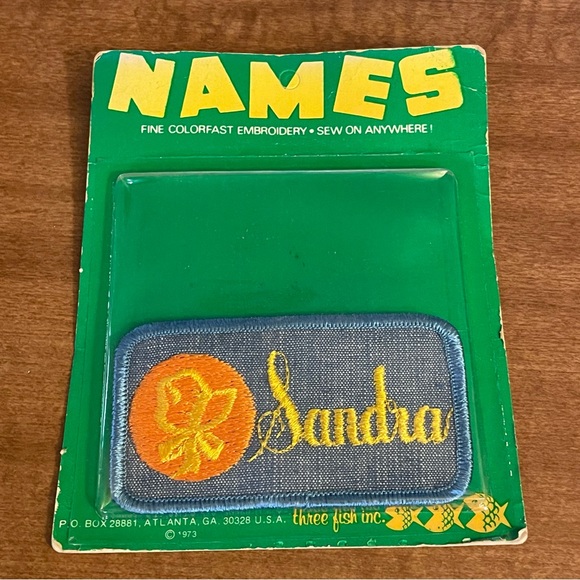 NAMES
FINE COLORFAST EMBROIDERY • SEW ON ANYWHERE!
Sandra
P.O. BOX 28881, ATLANTA, GA. 30328 U.S.A. three fish inc.
© 1973